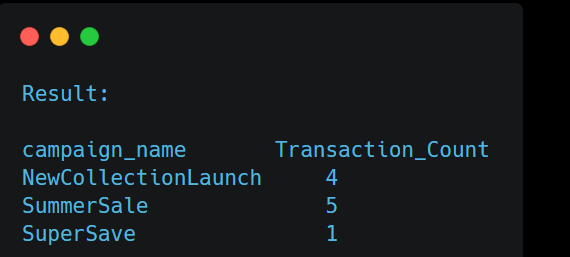 Result:
campaign_name Transaction_Count
NewCollectionLaunch 4
SummerSale 5
SuperSave 1